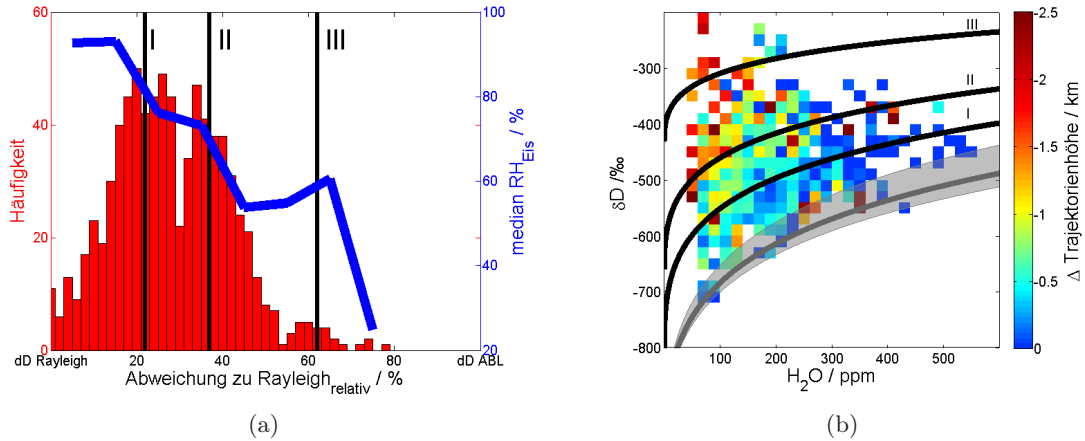 60
40
20
0
Häufigkeit
I
II
III
100
80
60
40
20
median RH_Eis / %
dD Rayleigh
20
40
60
80
dD ABL
Abweichung zu Rayleigh_relativ / %
(a)
-300
-400
-500
-600
-700
-800
δD /‰
III
II
I
100
200
300
400
500
H₂O / ppm
-2.5
-2
-1.5
-1
-0.5
0
Δ Trajektorienhöhe / km
(b)